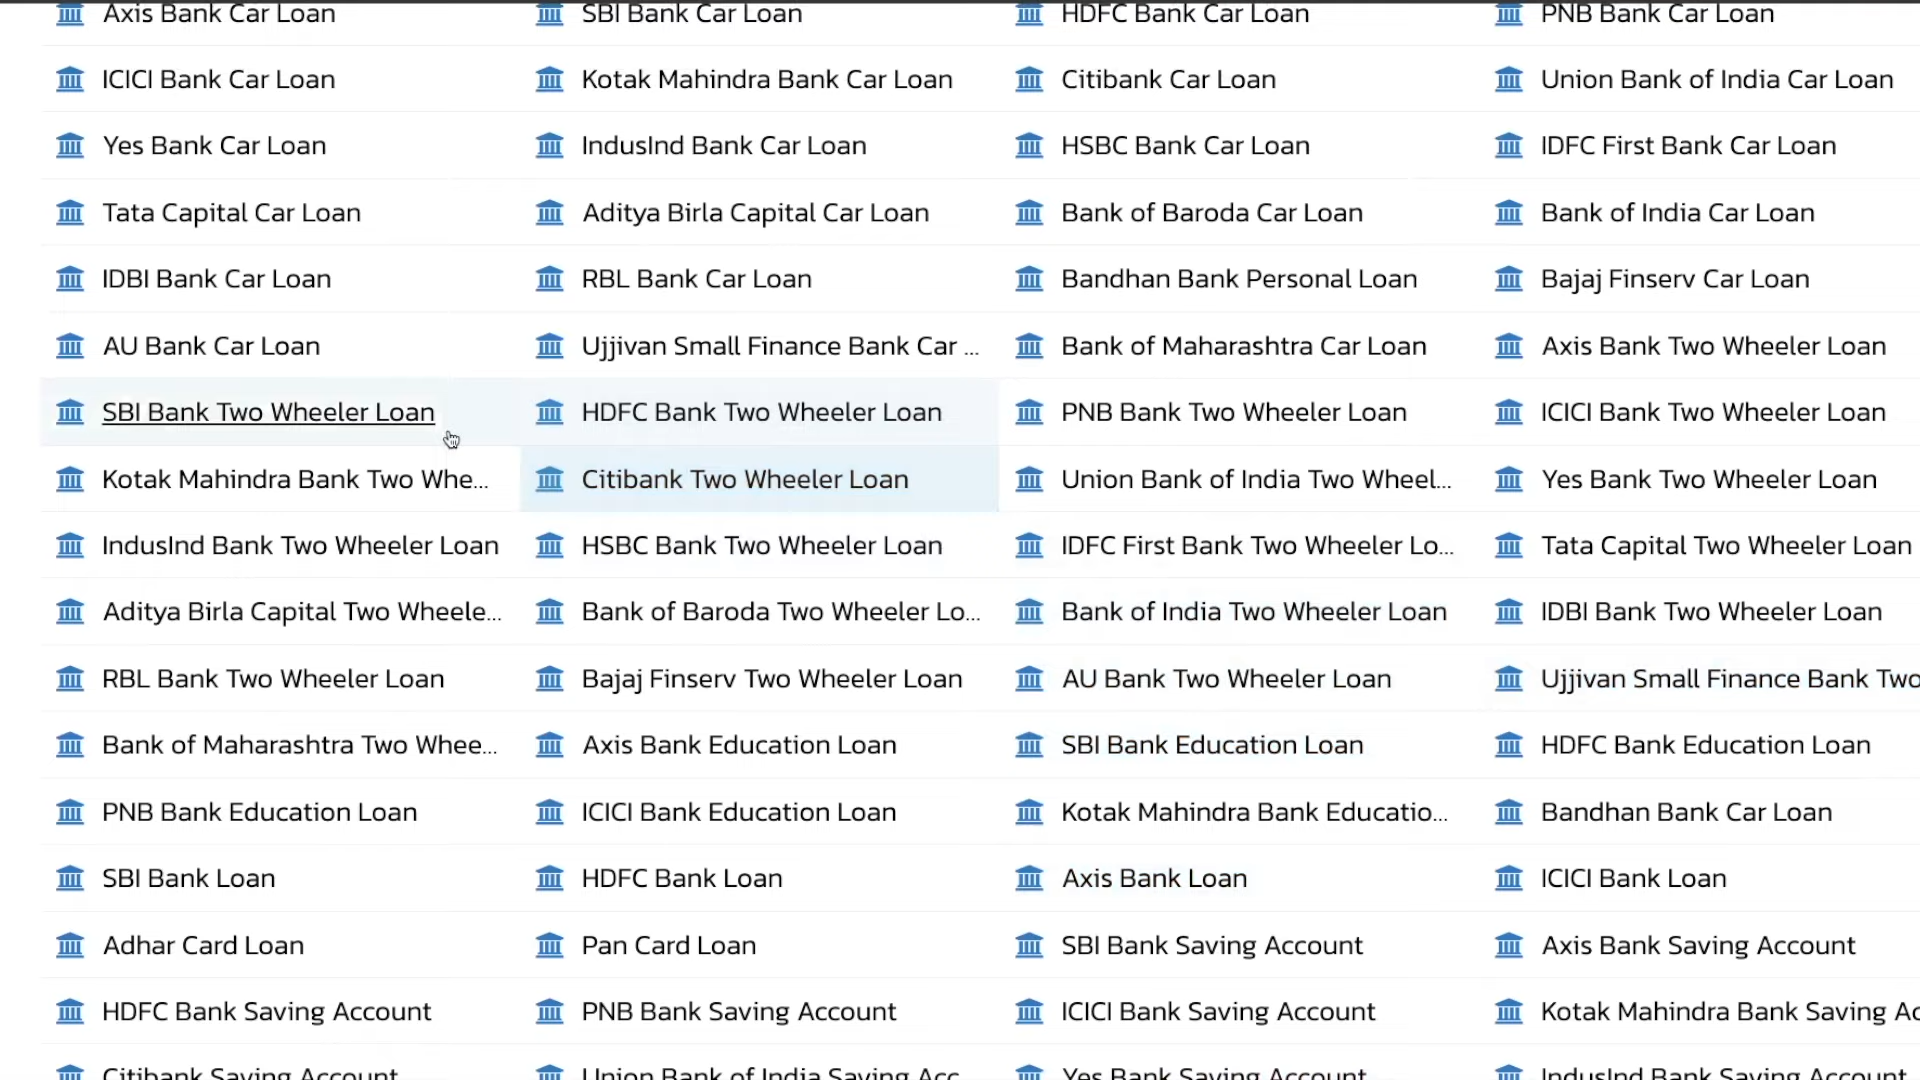 Axis Bank Car Loan
SBI Bank Car Loan
HDFC Bank Car Loan
PNB Bank Car Loan
ICICI Bank Car Loan
Kotak Mahindra Bank Car Loan
Citibank Car Loan
Union Bank of India Car Loan
Yes Bank Car Loan
IndusInd Bank Car Loan
HSBC Bank Car Loan
IDFC First Bank Car Loan
Tata Capital Car Loan
Aditya Birla Capital Car Loan
Bank of Baroda Car Loan
Bank of India Car Loan
IDBI Bank Car Loan
RBL Bank Car Loan
Bandhan Bank Personal Loan
Bajaj Finserv Car Loan
AU Bank Car Loan
Ujjivan Small Finance Bank Car ...
Bank of Maharashtra Car Loan
Axis Bank Two Wheeler Loan
SBI Bank Two Wheeler Loan
HDFC Bank Two Wheeler Loan
PNB Bank Two Wheeler Loan
ICICI Bank Two Wheeler Loan
Kotak Mahindra Bank Two Whe...
Citibank Two Wheeler Loan
Union Bank of India Two Wheel...
Yes Bank Two Wheeler Loan
IndusInd Bank Two Wheeler Loan
HSBC Bank Two Wheeler Loan
IDFC First Bank Two Wheeler Lo...
Tata Capital Two Wheeler Loan
Aditya Birla Capital Two Wheele...
Bank of Baroda Two Wheeler Lo...
Bank of India Two Wheeler Loan
IDBI Bank Two Wheeler Loan
RBL Bank Two Wheeler Loan
Bajaj Finserv Two Wheeler Loan
AU Bank Two Wheeler Loan
Ujjivan Small Finance Bank Two
Bank of Maharashtra Two Whee...
Axis Bank Education Loan
SBI Bank Education Loan
HDFC Bank Education Loan
PNB Bank Education Loan
ICICI Bank Education Loan
Kotak Mahindra Bank Educatio...
Bandhan Bank Car Loan
SBI Bank Loan
HDFC Bank Loan
Axis Bank Loan
ICICI Bank Loan
Adhar Card Loan
Pan Card Loan
SBI Bank Saving Account
Axis Bank Saving Account
HDFC Bank Saving Account
PNB Bank Saving Account
ICICI Bank Saving Account
Kotak Mahindra Bank Saving Ac
Citibank Saving Account
Union Bank of India Saving Acc...
Yes Bank Saving Account
IndusInd Bank Saving Account